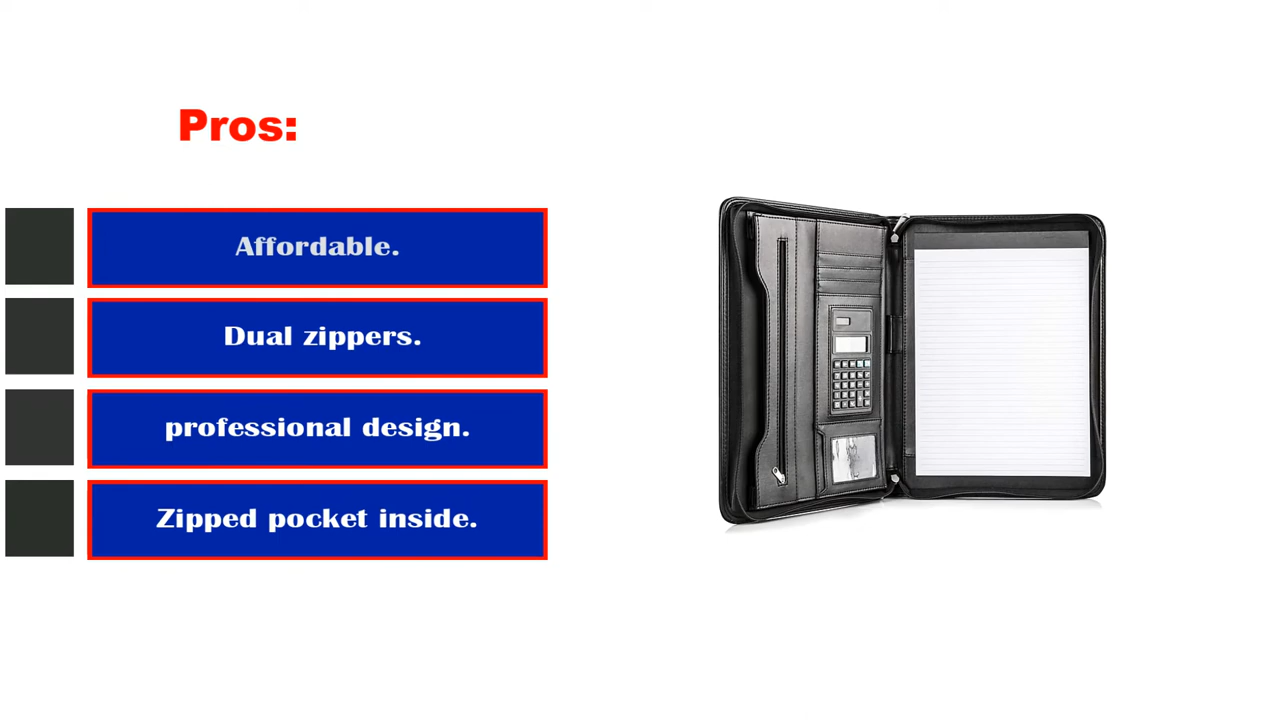 Pros:
Affordable.
Dual zippers.
professional design.
Zipped pocket inside.